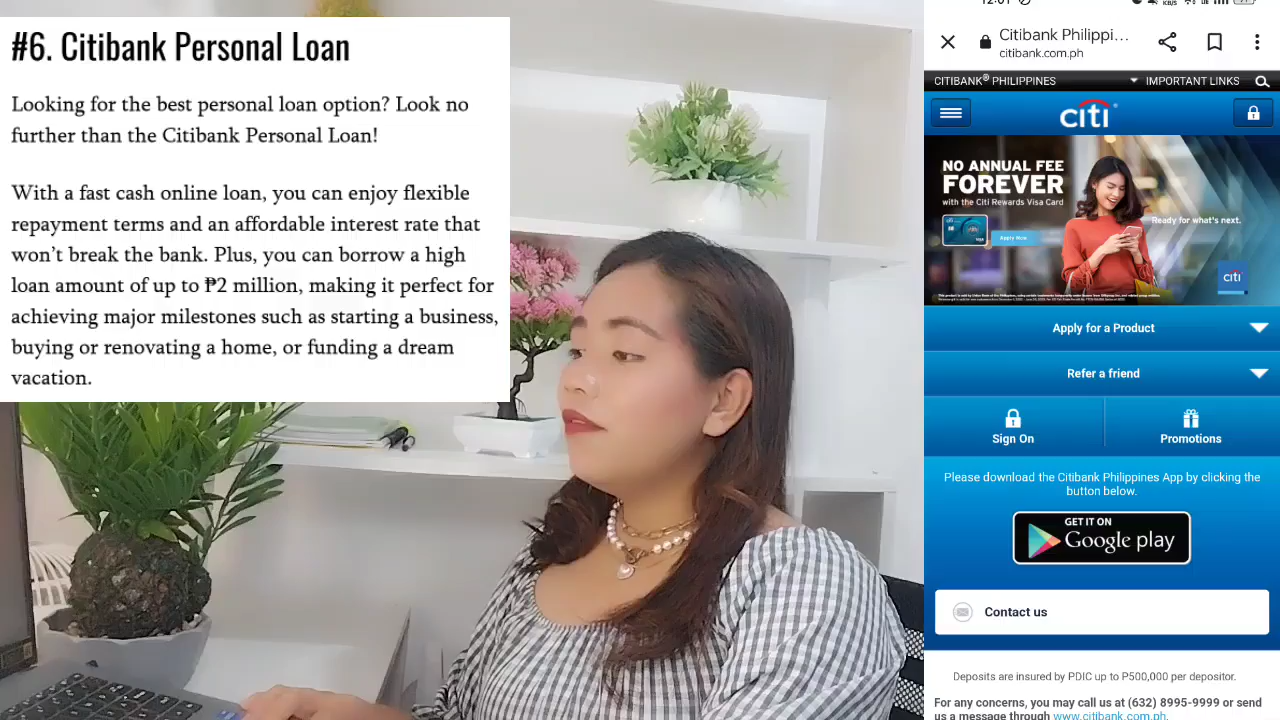 #6. Citibank Personal Loan
Looking for the best personal loan option? Look no
further than the Citibank Personal Loan!
With a fast cash online loan, you can enjoy flexible
repayment terms and an affordable interest rate that
won't break the bank. Plus, you can borrow a high
loan amount of up to ₱2 million, making it perfect for
achieving major milestones such as starting a business,
buying or renovating a home, or funding a dream
vacation.
Citibank Philippi...
citibank.com.ph
CITIBANK® PHILIPPINES
IMPORTANT LINKS
citi
NO ANNUAL FEE
FOREVER
with the Citi Rewards Visa Card
Ready for what's next.
Apply Now
citi
Apply for a Product
Refer a friend
Sign On
Promotions
Please download the Citibank Philippines App by clicking the
button below.
GET IT ON
Google play
Contact us
Deposits are insured by PDIC up to P500,000 per depositor.
For any concerns, you may call us at (632) 8995-9999 or send
us a message through www.citibank.com.ph.